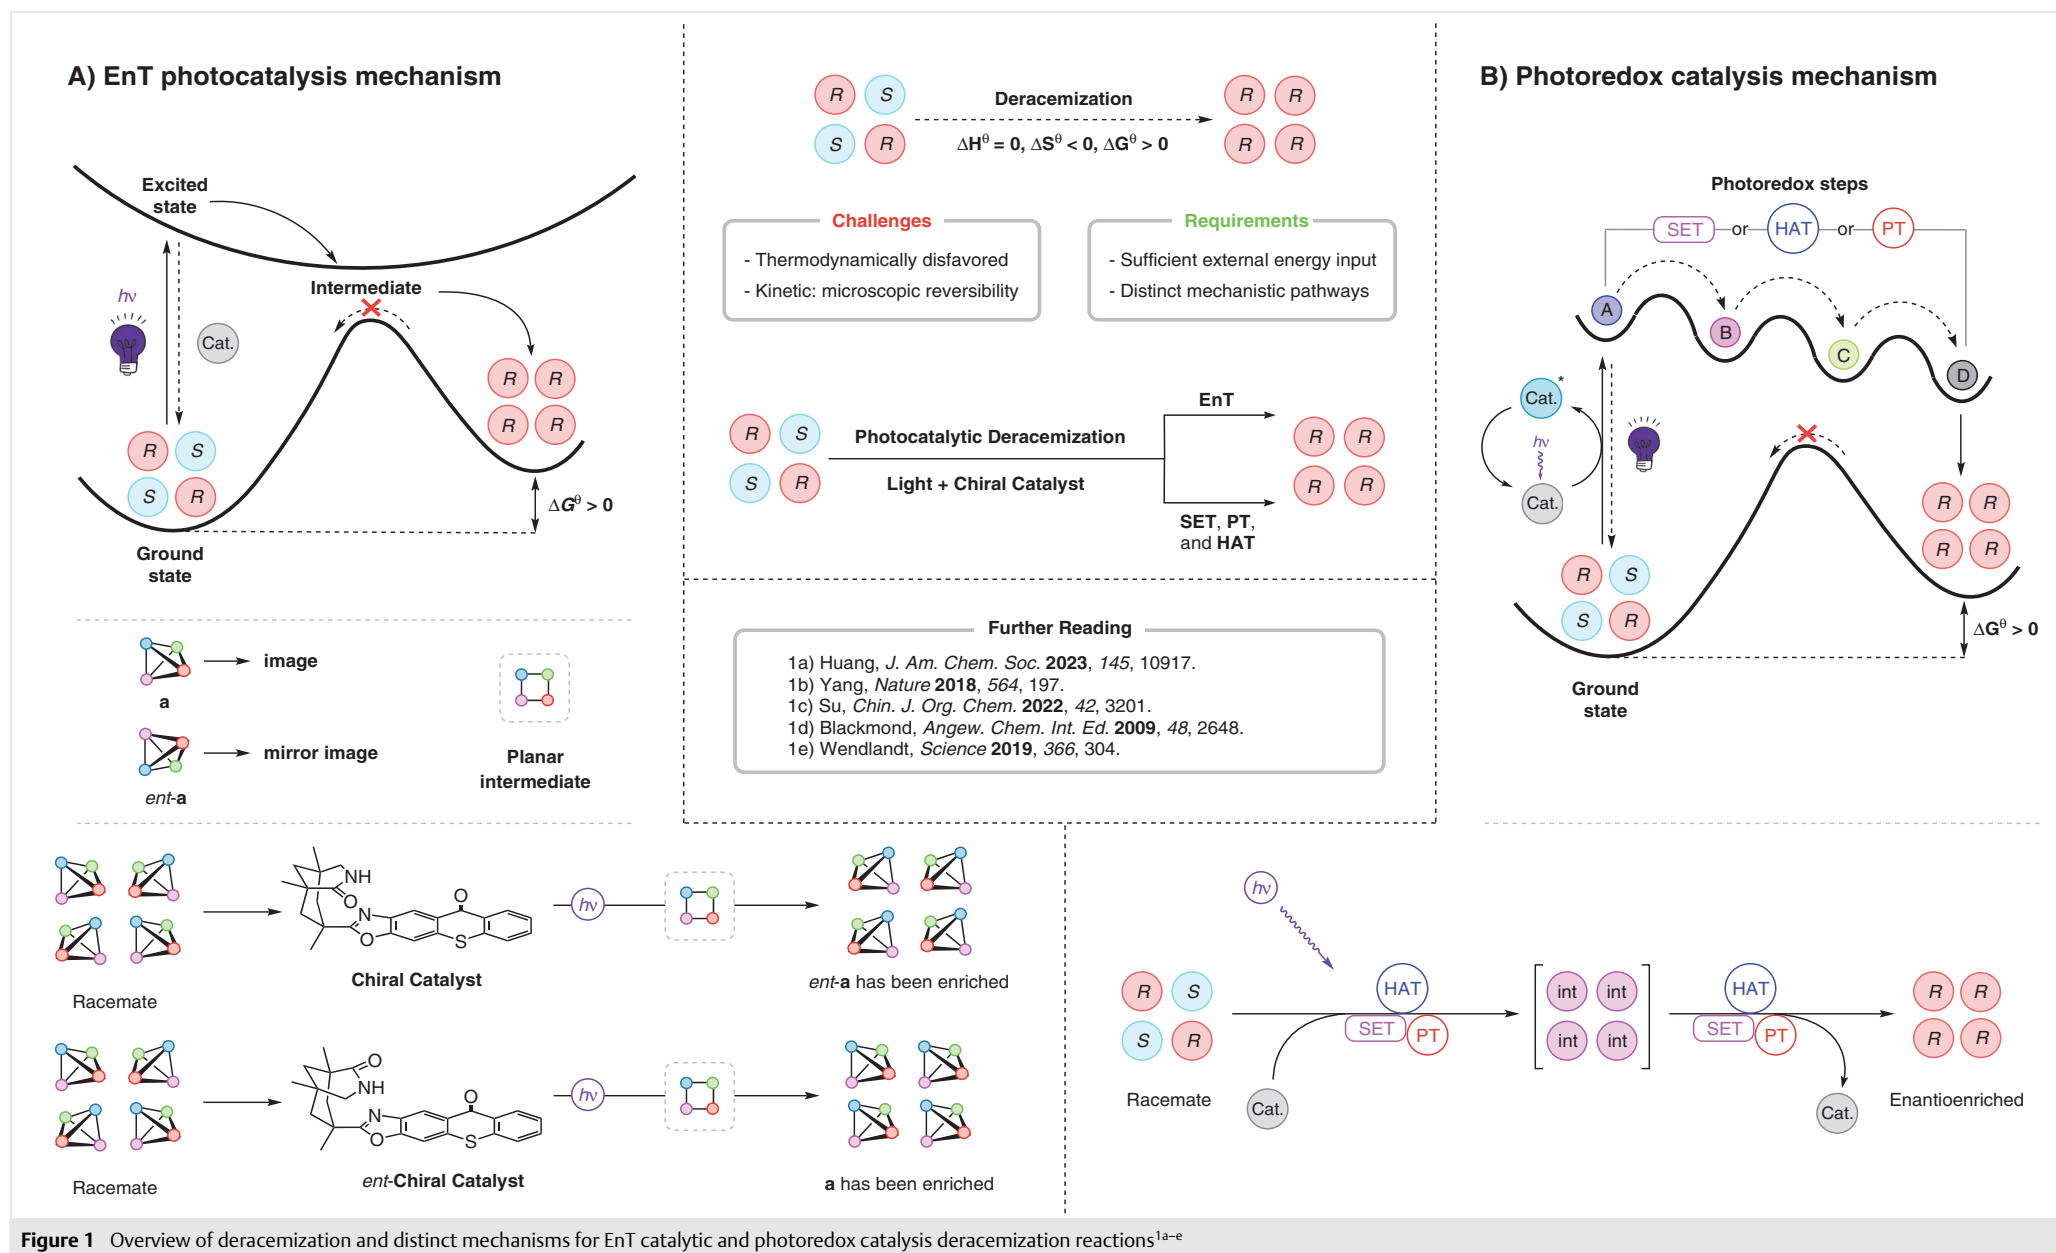 A) EnT photocatalysis mechanism
Excited
state
Intermediate
hν
Cat.
R S
S R
R R
R R
ΔGθ > 0
Ground
state
a
image
ent-a
mirror image
Planar
intermediate
R S
S R
Deracemization
ΔHθ = 0, ΔSθ < 0, ΔGθ > 0
R R
R R
Challenges
- Thermodynamically disfavored
- Kinetic: microscopic reversibility
Requirements
- Sufficient external energy input
- Distinct mechanistic pathways
R S
S R
Photocatalytic Deracemization
Light + Chiral Catalyst
EnT
SET, PT,
and HAT
R R
R R
Further Reading
1a) Huang, J. Am. Chem. Soc. 2023, 145, 10917.
1b) Yang, Nature 2018, 564, 197.
1c) Su, Chin. J. Org. Chem. 2022, 42, 3201.
1d) Blackmond, Angew. Chem. Int. Ed. 2009, 48, 2648.
1e) Wendlandt, Science 2019, 366, 304.
B) Photoredox catalysis mechanism
Photoredox steps
SET or HAT or PT
A
B
C
D
Cat.*
hν
Cat.
R S
S R
R R
R R
ΔGθ > 0
Ground
state
Racemate
NH
O
N
O
O
S
Chiral Catalyst
hν
ent-a has been enriched
Racemate
O
NH
N
O
O
S
ent-Chiral Catalyst
hν
a has been enriched
hν
R S
S R
Racemate
Cat.
HAT
SET PT
int int
int int
HAT
SET PT
Cat.
R R
R R
Enantioenriched
Figure 1 Overview of deracemization and distinct mechanisms for EnT catalytic and photoredox catalysis deracemization reactions1a–e